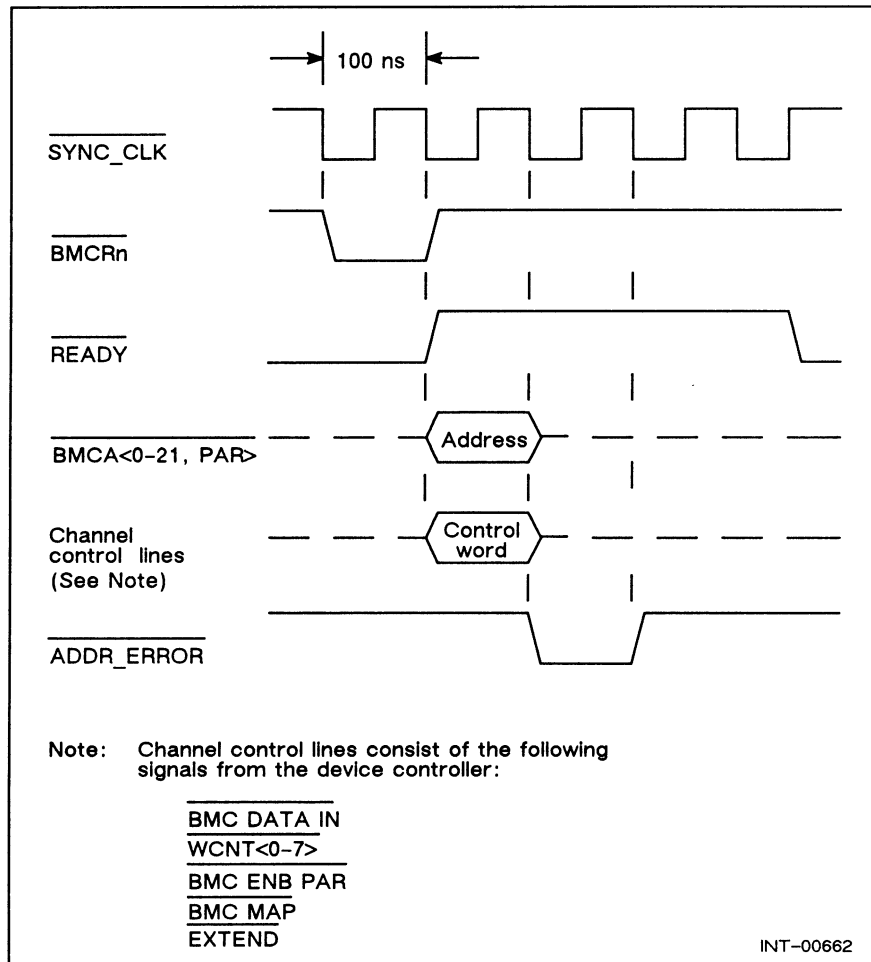 100 ns
SYNC_CLK
BMCRn
READY
BMCA<0-21, PAR>
Address
Channel
control lines
(See Note)
Control
word
ADDR_ERROR
Note: Channel control lines consist of the following
signals from the device controller:
BMC DATA IN
WCNT<0-7>
BMC ENB PAR
BMC MAP
EXTEND
INT-00662